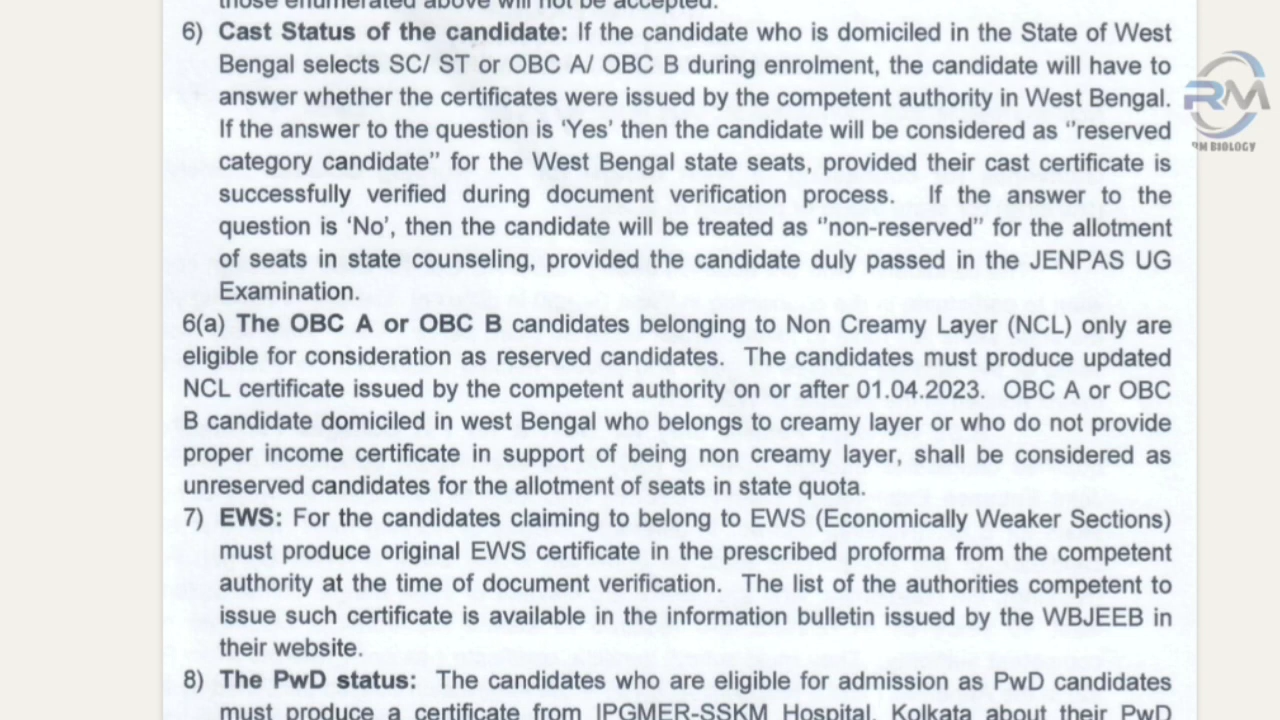 those enumerated above will not be accepted.
6) Cast Status of the candidate: If the candidate who is domiciled in the State of West
Bengal selects SC/ ST or OBC A/ OBC B during enrolment, the candidate will have to
answer whether the certificates were issued by the competent authority in West Bengal.
If the answer to the question is ‘Yes’ then the candidate will be considered as ‘’reserved
category candidate” for the West Bengal state seats, provided their cast certificate is
successfully verified during document verification process. If the answer to the
question is ‘No’, then the candidate will be treated as ‘’non-reserved’’ for the allotment
of seats in state counseling, provided the candidate duly passed in the JENPAS UG
Examination.
6(a) The OBC A or OBC B candidates belonging to Non Creamy Layer (NCL) only are
eligible for consideration as reserved candidates. The candidates must produce updated
NCL certificate issued by the competent authority on or after 01.04.2023. OBC A or OBC
B candidate domiciled in west Bengal who belongs to creamy layer or who do not provide
proper income certificate in support of being non creamy layer, shall be considered as
unreserved candidates for the allotment of seats in state quota.
7) EWS: For the candidates claiming to belong to EWS (Economically Weaker Sections)
must produce original EWS certificate in the prescribed proforma from the competent
authority at the time of document verification. The list of the authorities competent to
issue such certificate is available in the information bulletin issued by the WBJEEB in
their website.
8) The PwD status: The candidates who are eligible for admission as PwD candidates
must produce a certificate from IPGMER-SSKM Hospital, Kolkata about their PwD
RM
RM BIOLOGY